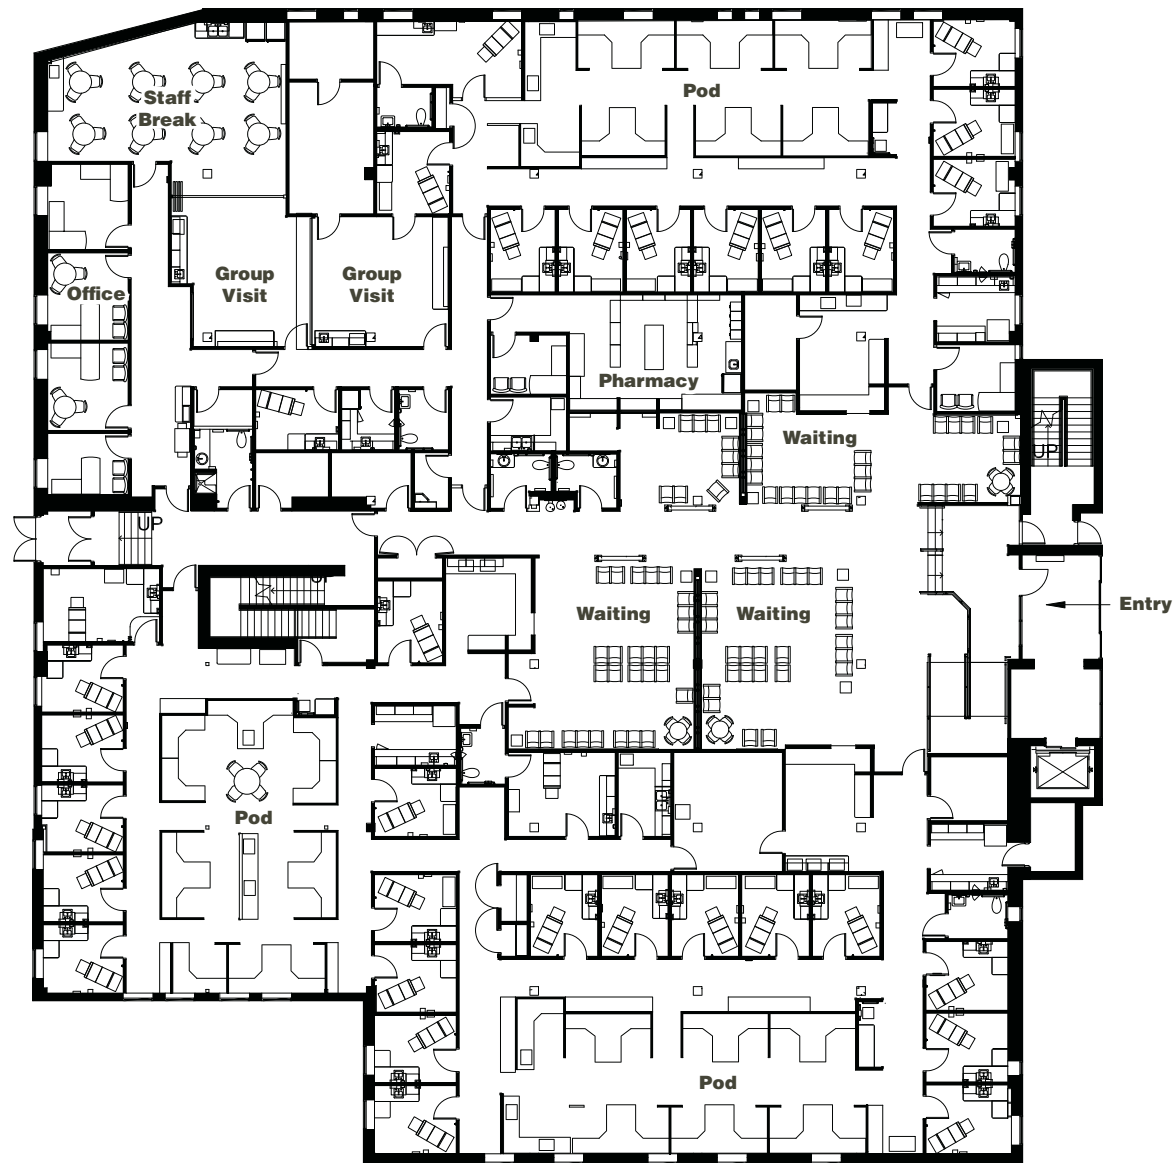 Pod
Staff
Break
Group
Visit
Group
Visit
Office
Pharmacy
Waiting
UP
UP
Waiting
Waiting
Entry
Pod
Pod